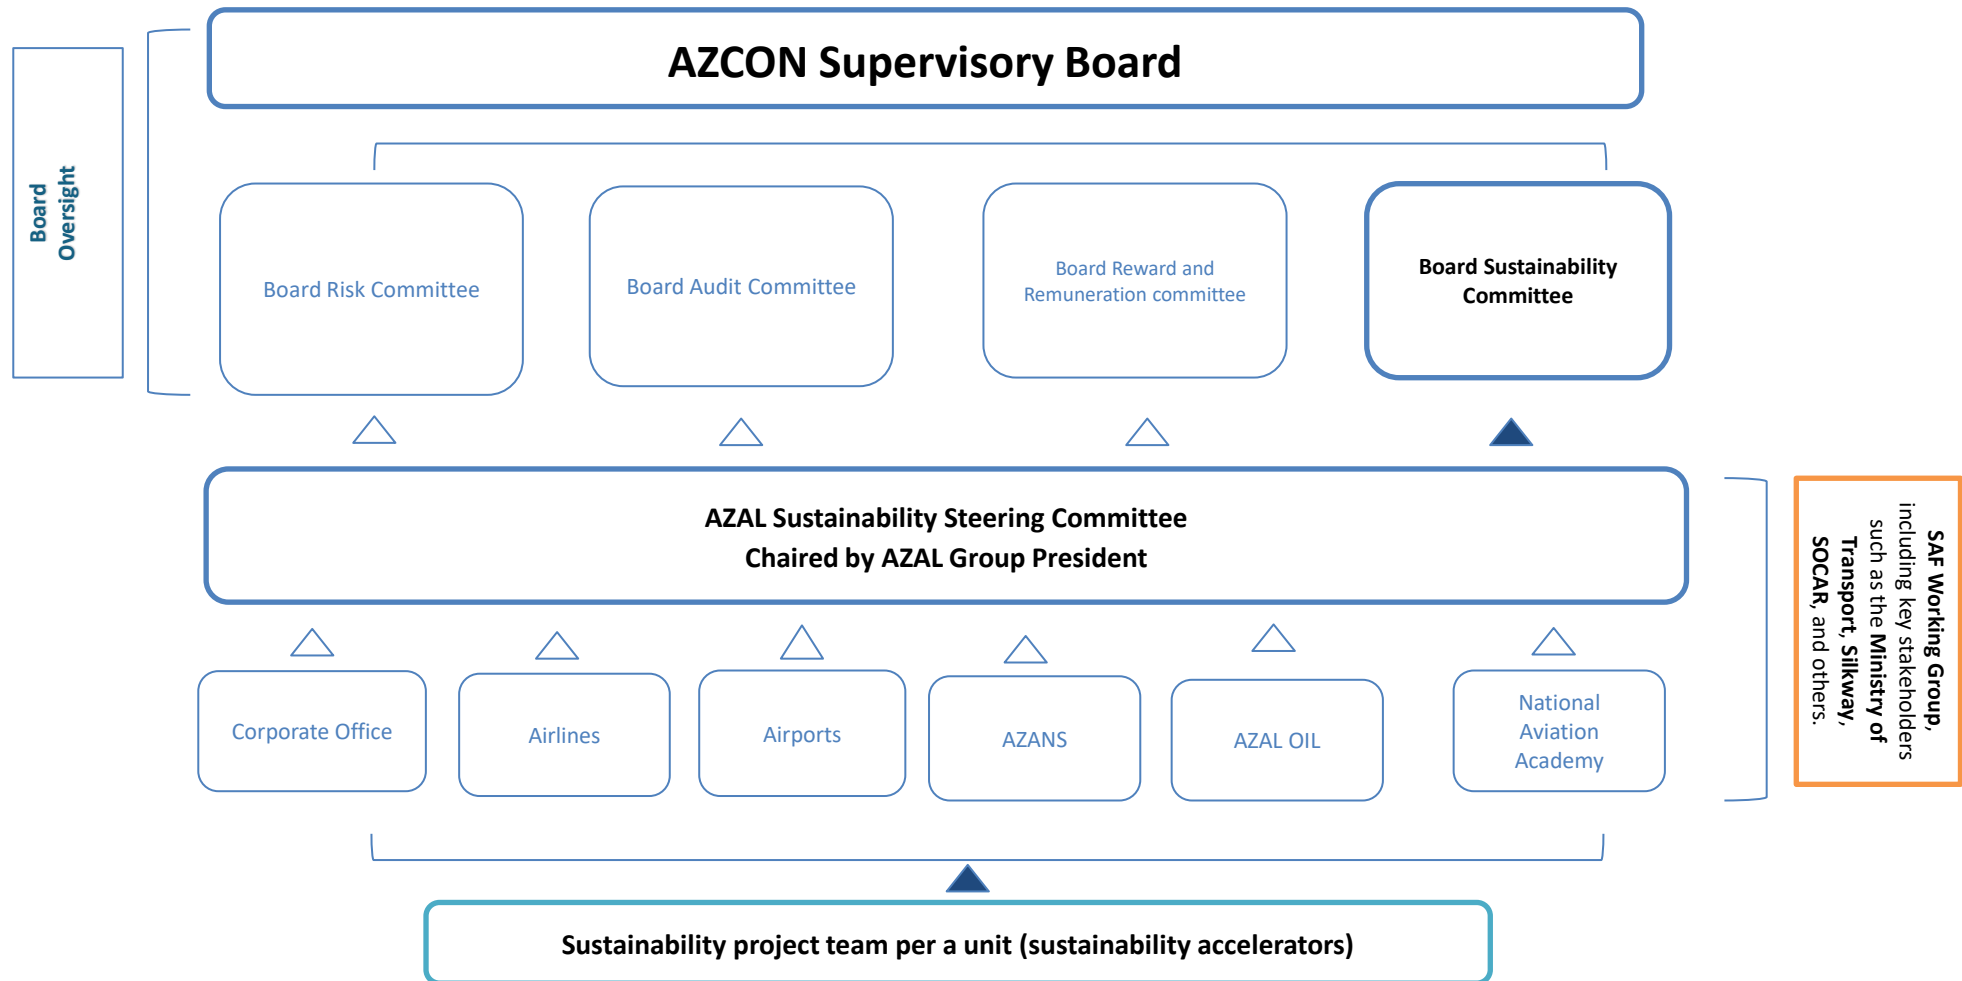 AZCON Supervisory Board
Board
Oversight
Board Risk Committee
Board Audit Committee
Board Reward and
Remuneration committee
Board Sustainability
Committee
AZAL Sustainability Steering Committee
Chaired by AZAL Group President
SAF Working Group,
including key stakeholders
such as the Ministry of
Transport, Silkway,
SOCAR, and others.
Corporate Office
Airlines
Airports
AZANS
AZAL OIL
National
Aviation
Academy
Sustainability project team per a unit (sustainability accelerators)